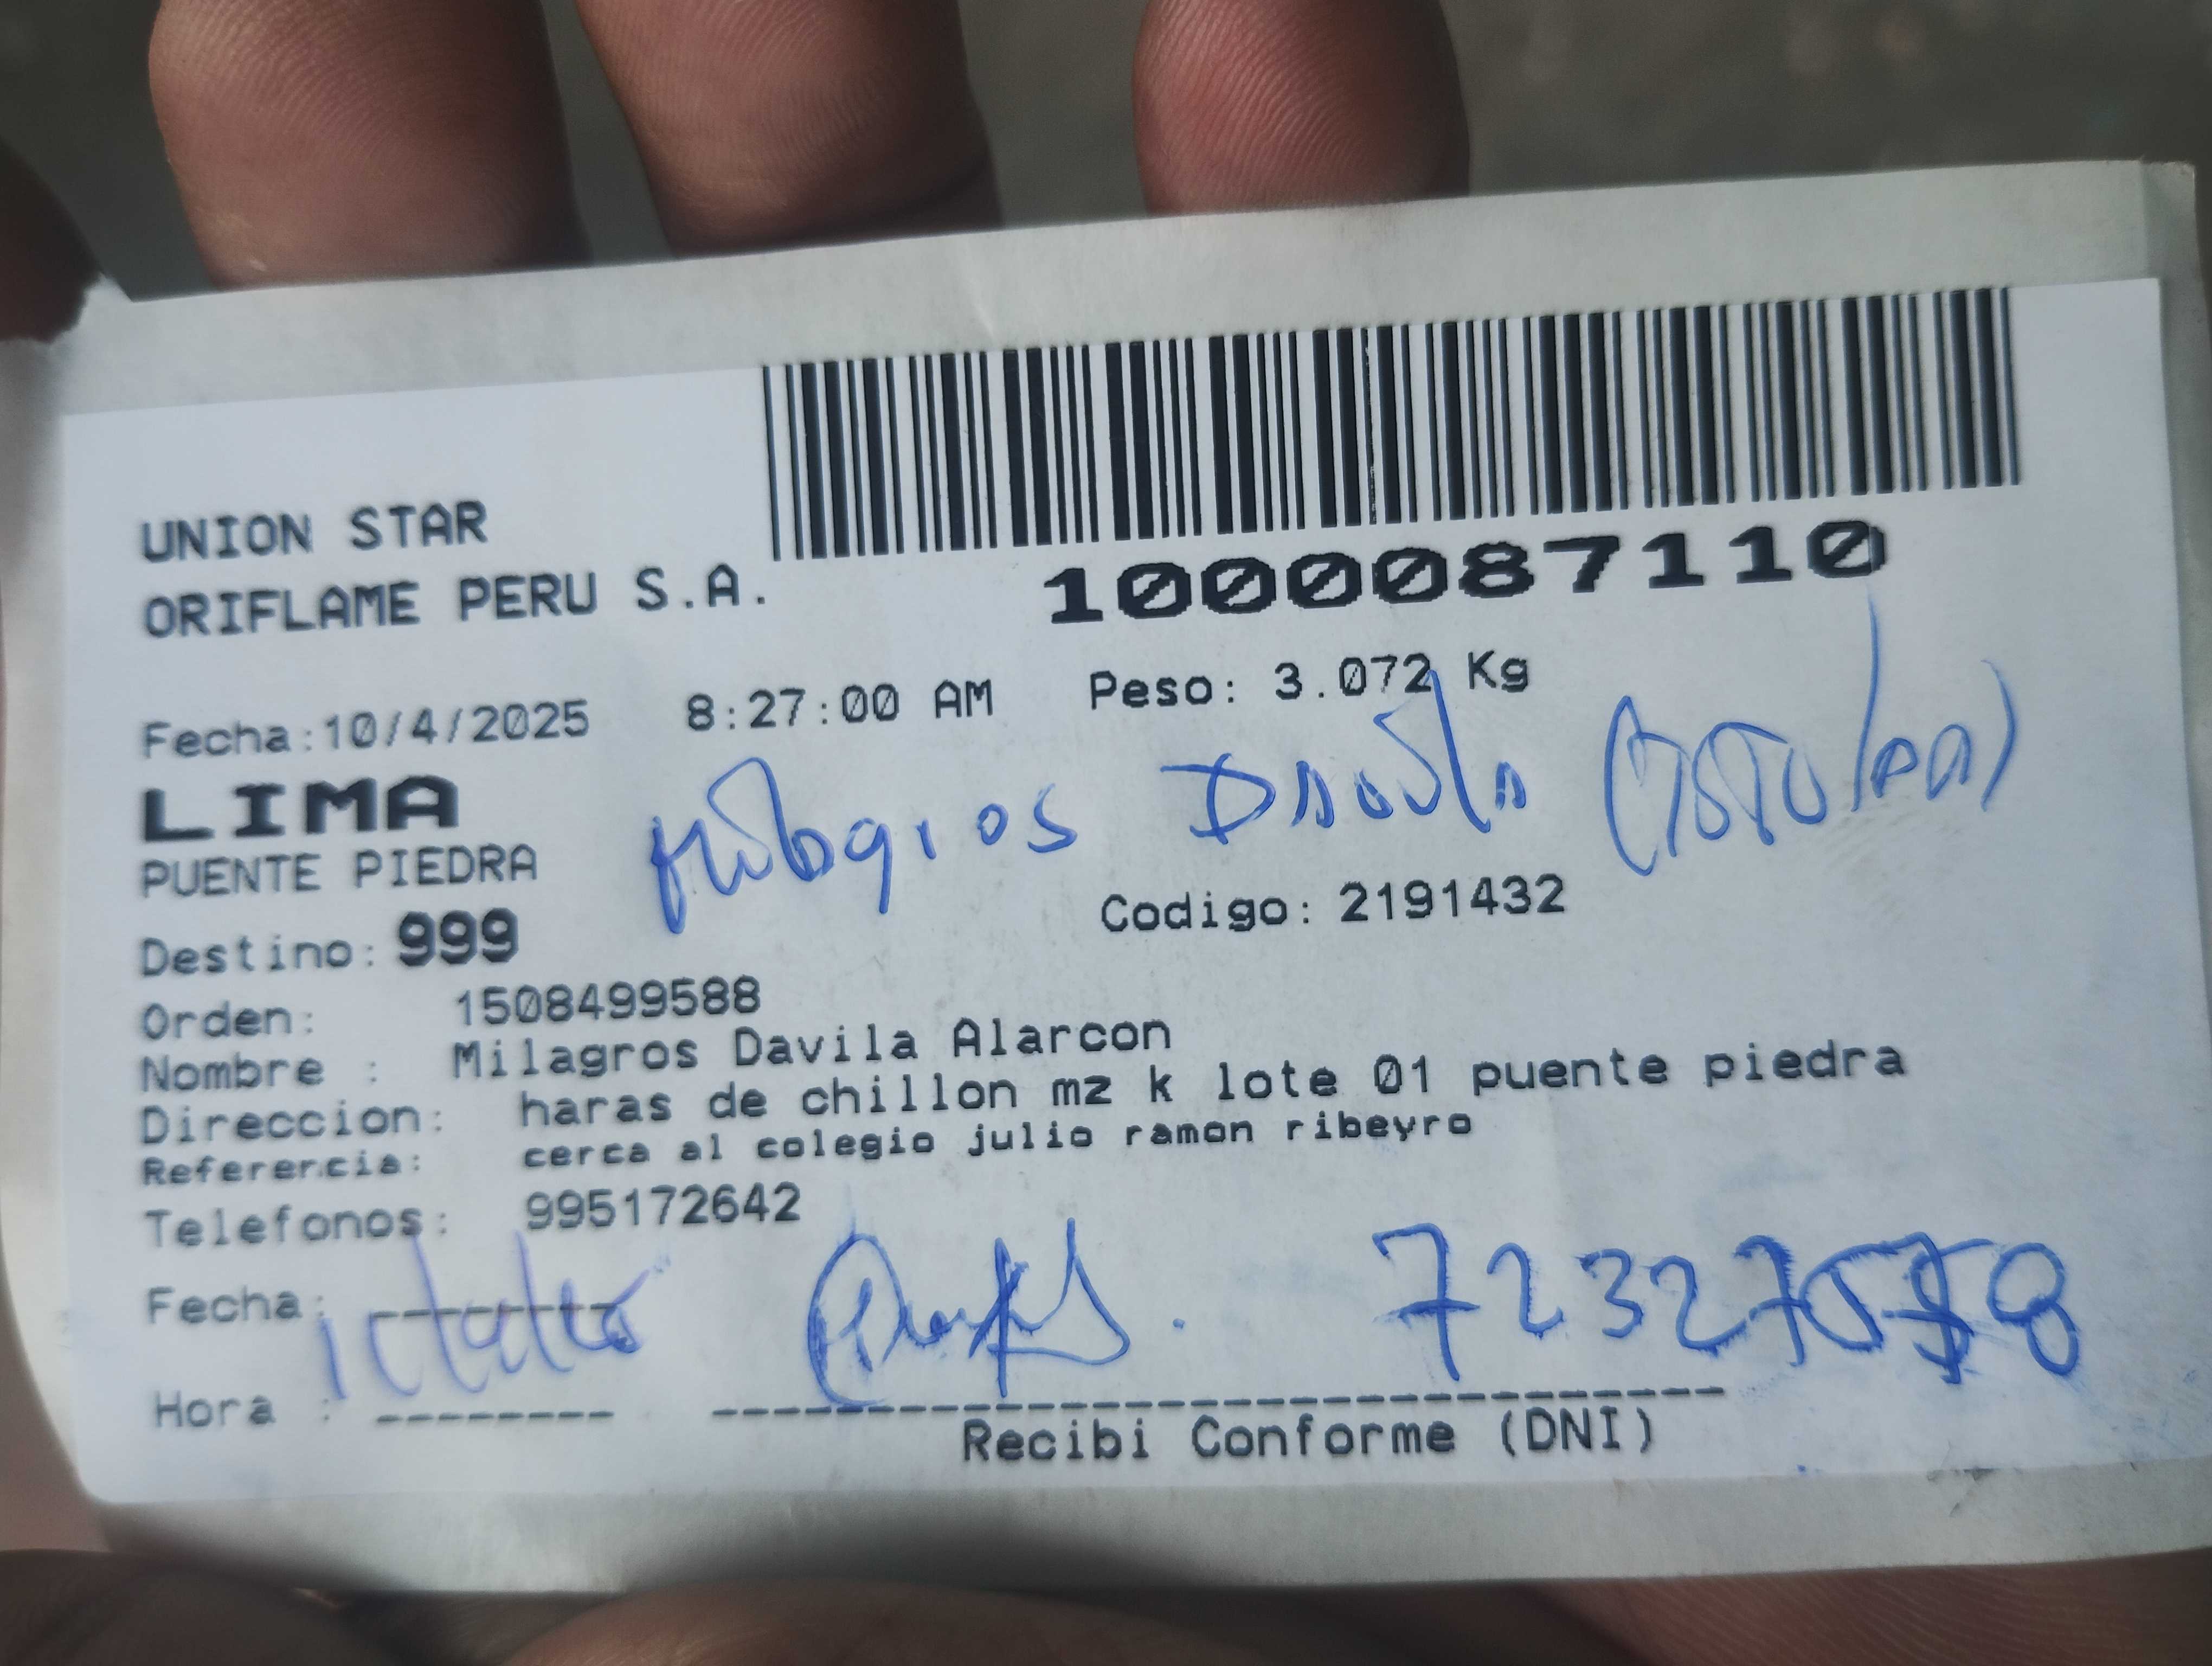 UNION STAR
ORIFLAME PERU S.A.
1000087110
Fecha:10/4/2025 8:27:00 AM Peso: 3.072 Kg
LIMA
Milagros Davila (Titular)
PUENTE PIEDRA
Destino: 999 Codigo: 2191432
Orden: 1508499588
Nombre : Milagros Davila Alarcon
Direccion: haras de chillon mz k lote 01 puente piedra
Referencia: cerca al colegio julio ramon ribeyro
Telefonos: 995172642
Fecha:
Hora :
Recibi Conforme (DNI)